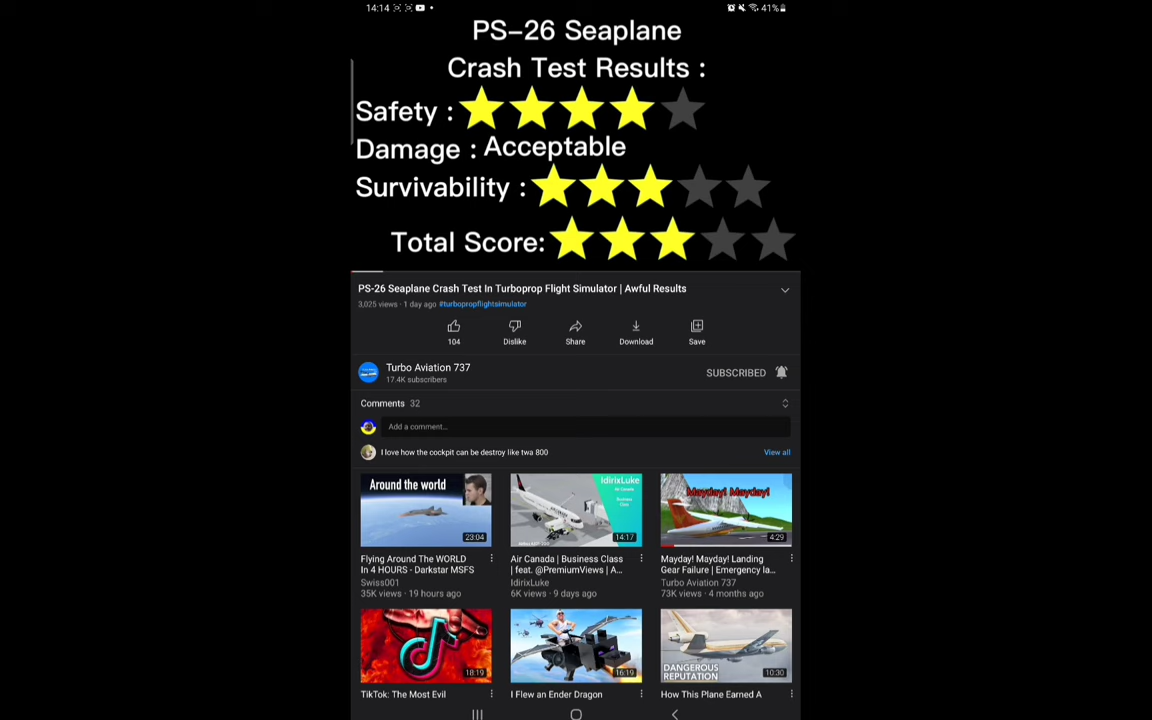 14:14
41%
PS-26 Seaplane
Crash Test Results :
Safety :
Damage : Acceptable
Survivability :
Total Score:
PS-26 Seaplane Crash Test In Turboprop Flight Simulator | Awful Results
3,025 views · 1 day ago #turbopropflightsimulator
104 Dislike Share Download Save
Turbo Aviation 737
17.4K subscribers
SUBSCRIBED
Comments 32
Add a comment...
I love how the cockpit can be destroy like twa 800
View all
Around the world
23:04
Flying Around The WORLD
In 4 HOURS - Darkstar MSFS
Swiss001
35K views · 19 hours ago
IdirixLuke
Air Canada
Business
Class
14:17
Air Canada | Business Class
| feat. @PremiumViews | A...
IdirixLuke
6K views · 9 days ago
Mayday! Mayday!
4:29
Mayday! Mayday! Landing
Gear Failure | Emergency la...
Turbo Aviation 737
73K views · 4 months ago
18:19
TikTok: The Most Evil
16:19
I Flew an Ender Dragon
DANGEROUS
REPUTATION
10:30
How This Plane Earned A